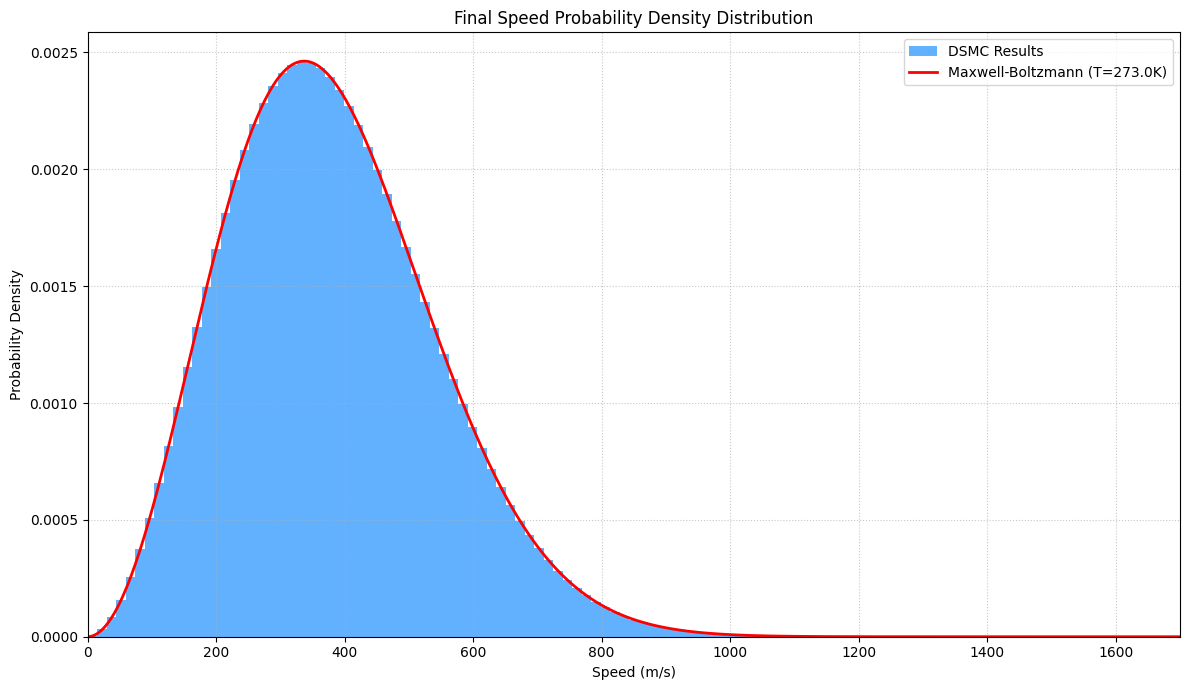 Final Speed Probability Density Distribution
DSMC Results
Maxwell-Boltzmann (T=273.0K)
Probability Density
0.0025
0.0020
0.0015
0.0010
0.0005
0.0000
0 200 400 600 800 1000 1200 1400 1600
Speed (m/s)